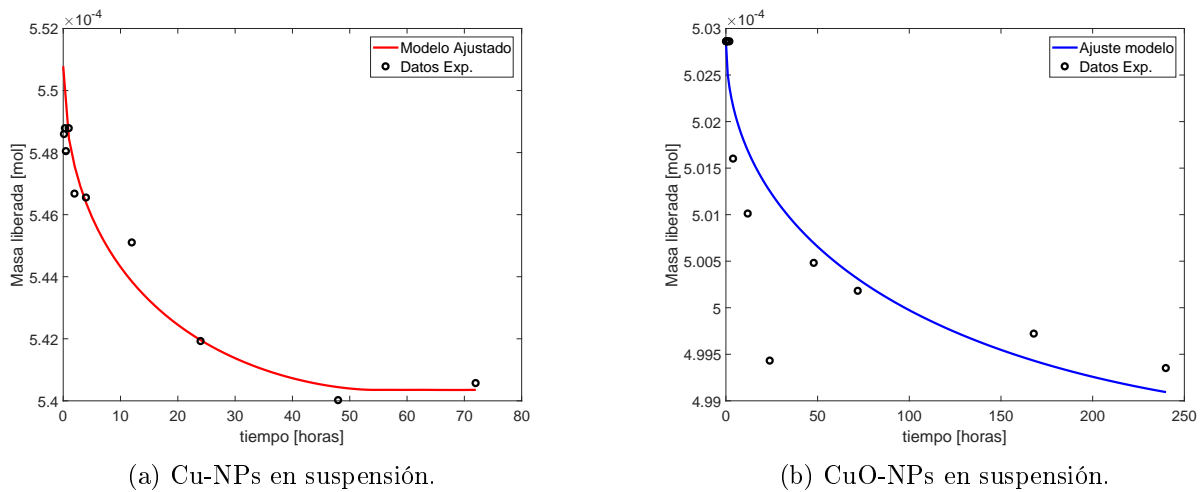 ×10⁻⁴
5.52
5.5
5.48
5.46
5.44
5.42
5.4
Masa liberada [mol]
Modelo Ajustado
Datos Exp.
0 10 20 30 40 50 60 70 80
tiempo [horas]
(a) Cu-NPs en suspensión.
×10⁻⁴
5.03
5.025
5.02
5.015
5.01
5.005
5
4.995
4.99
Masa liberada [mol]
Ajuste modelo
Datos Exp.
0 50 100 150 200 250
tiempo [horas]
(b) CuO-NPs en suspensión.